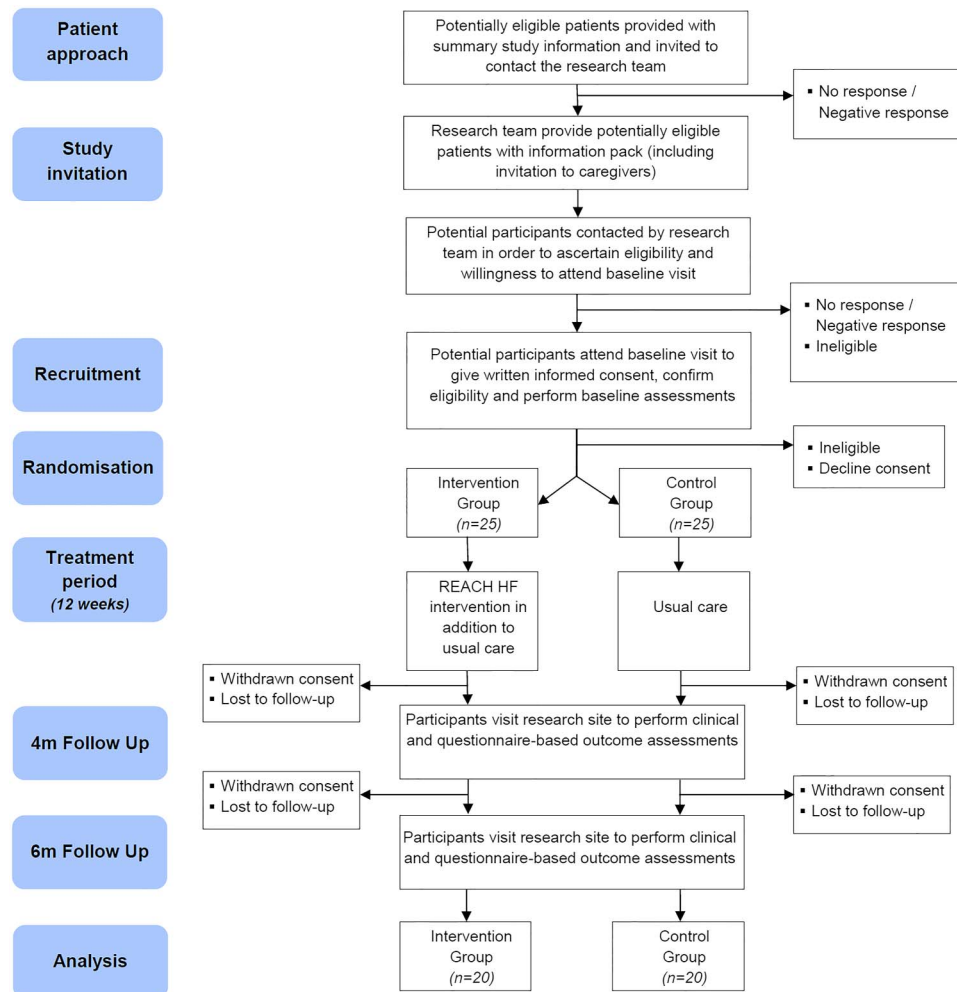 Patient
approach
Potentially eligible patients provided with
summary study information and invited to
contact the research team
▪ No response /
Negative response
Study
invitation
Research team provide potentially eligible
patients with information pack (including
invitation to caregivers)
Potential participants contacted by research
team in order to ascertain eligibility and
willingness to attend baseline visit
▪ No response /
Negative response
▪ Ineligible
Recruitment
Potential participants attend baseline visit to
give written informed consent, confirm
eligibility and perform baseline assessments
Randomisation
▪ Ineligible
▪ Decline consent
Intervention
Group
(n=25)
Control
Group
(n=25)
Treatment
period
(12 weeks)
REACH HF
intervention in
addition to
usual care
Usual care
▪ Withdrawn consent
▪ Lost to follow-up
▪ Withdrawn consent
▪ Lost to follow-up
4m Follow Up
Participants visit research site to perform clinical
and questionnaire-based outcome assessments
▪ Withdrawn consent
▪ Lost to follow-up
▪ Withdrawn consent
▪ Lost to follow-up
6m Follow Up
Participants visit research site to perform clinical
and questionnaire-based outcome assessments
Analysis
Intervention
Group
(n=20)
Control
Group
(n=20)